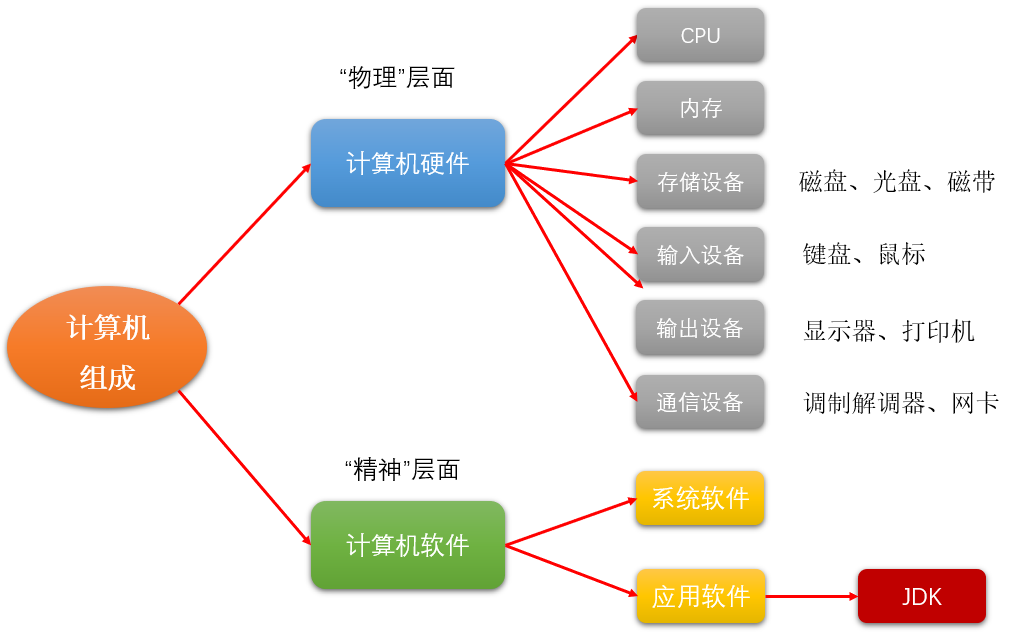 计算机
组成
“物理”层面
计算机硬件
CPU
内存
存储设备
磁盘、光盘、磁带
输入设备
键盘、鼠标
输出设备
显示器、打印机
通信设备
调制解调器、网卡
“精神”层面
计算机软件
系统软件
应用软件
JDK